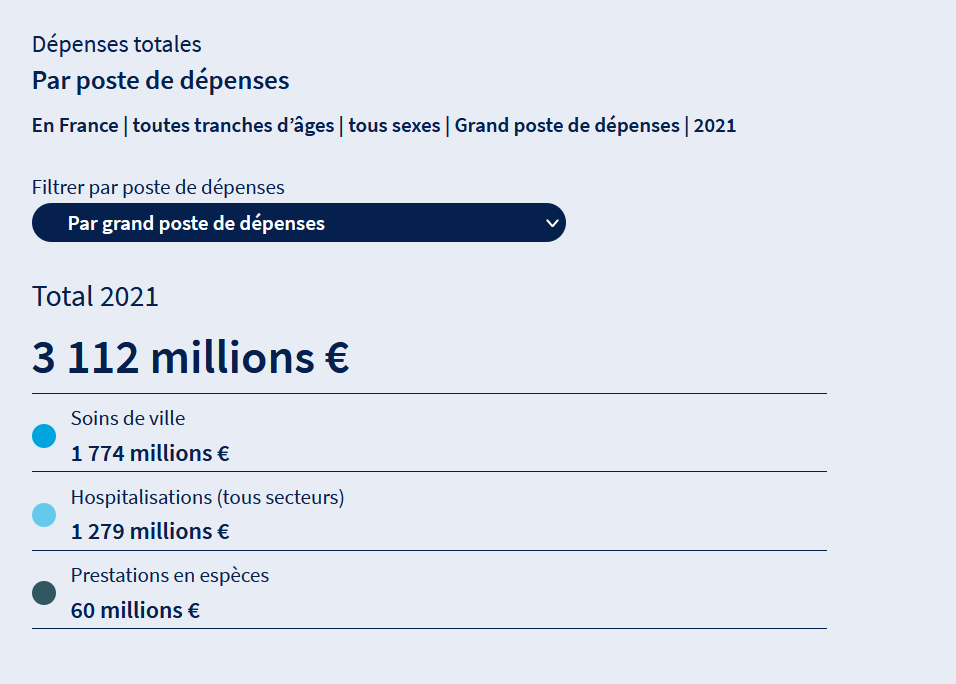 Dépenses totales
Par poste de dépenses
En France | toutes tranches d’âges | tous sexes | Grand poste de dépenses | 2021
Filtrer par poste de dépenses
Par grand poste de dépenses
Total 2021
3 112 millions €
Soins de ville
1 774 millions €
Hospitalisations (tous secteurs)
1 279 millions €
Prestations en espèces
60 millions €